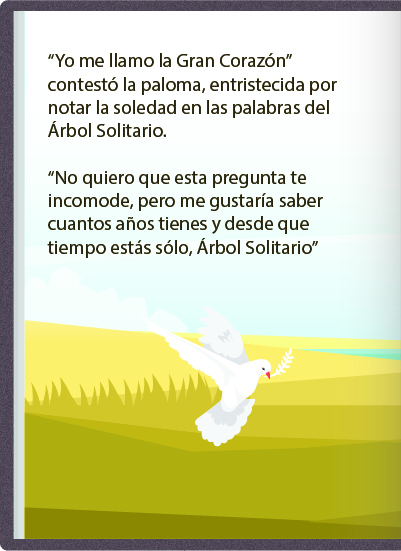 “Yo me llamo la Gran Corazón”
contestó la paloma, entristecida por
notar la soledad en las palabras del
Árbol Solitario.
“No quiero que esta pregunta te
incomode, pero me gustaría saber
cuantos años tienes y desde que
tiempo estás sólo, Árbol Solitario”